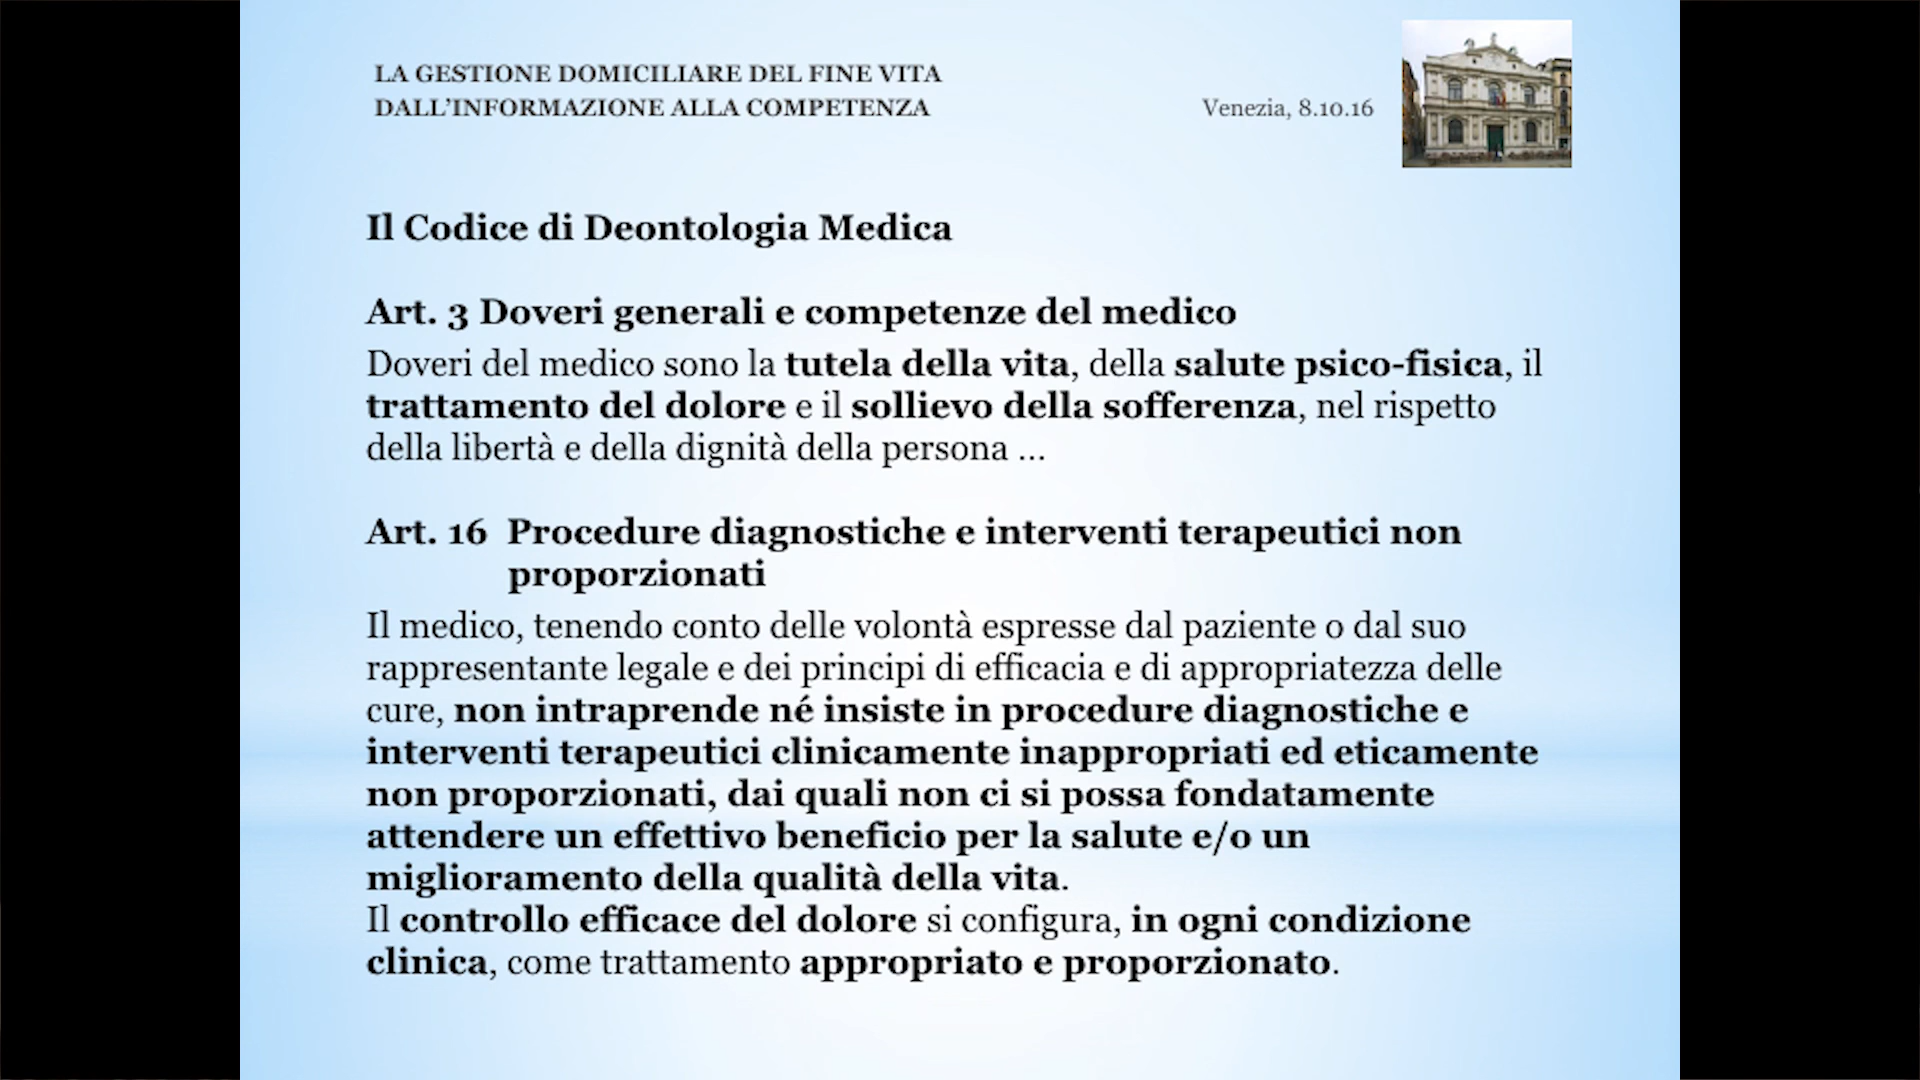 LA GESTIONE DOMICILIARE DEL FINE VITA
DALL’INFORMAZIONE ALLA COMPETENZA
Venezia, 8.10.16
Il Codice di Deontologia Medica
Art. 3 Doveri generali e competenze del medico
Doveri del medico sono la tutela della vita, della salute psico-fisica, il
trattamento del dolore e il sollievo della sofferenza, nel rispetto
della libertà e della dignità della persona ...
Art. 16 Procedure diagnostiche e interventi terapeutici non
proporzionati
Il medico, tenendo conto delle volontà espresse dal paziente o dal suo
rappresentante legale e dei principi di efficacia e di appropriatezza delle
cure, non intraprende né insiste in procedure diagnostiche e
interventi terapeutici clinicamente inappropriati ed eticamente
non proporzionati, dai quali non ci si possa fondatamente
attendere un effettivo beneficio per la salute e/o un
miglioramento della qualità della vita.
Il controllo efficace del dolore si configura, in ogni condizione
clinica, come trattamento appropriato e proporzionato.